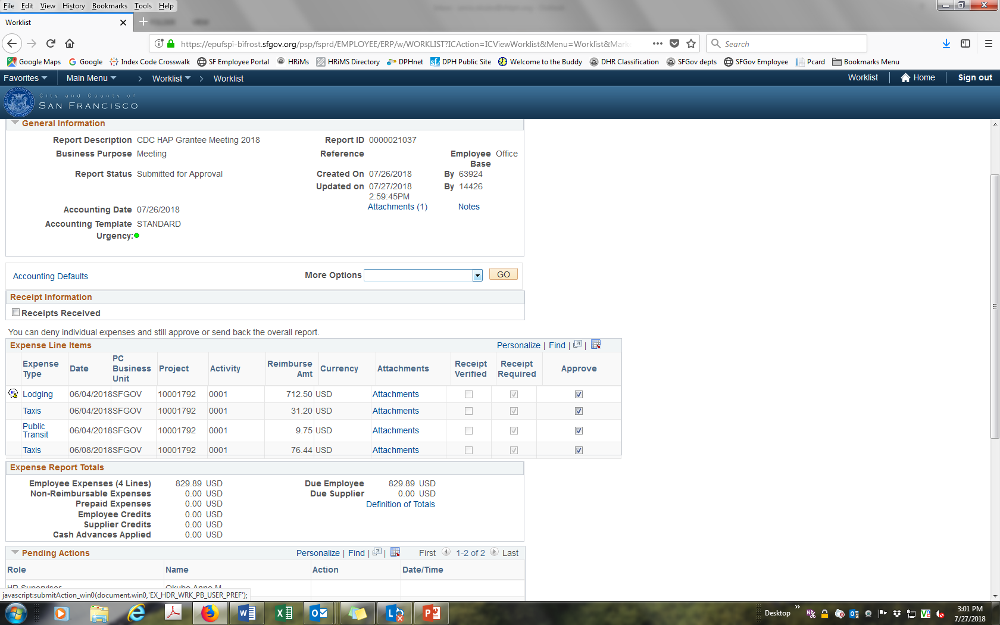 File Edit View History Bookmarks Tools Help
Worklist
https://epufspi-bifrost.sfgov.org/psp/fsprd/EMPLOYEE/ERP/w/WORKLIST?ICAction=ICViewWorklist&Menu=Worklist&Mark
Search
Google Maps Google Index Code Crosswalk SF Employee Portal HRiMs HRiMS Directory DPHnet DPH Public Site Welcome to the Buddy DHR Classification SFGov depts SFGov Employee Pcard Bookmarks Menu
Favorites Main Menu > Worklist > Worklist
Worklist Home Sign out
City and County of
San Francisco
General Information
Report Description CDC HAP Grantee Meeting 2018 Report ID 0000021037
Business Purpose Meeting Reference Employee Base Office
Report Status Submitted for Approval Created On 07/26/2018 By 63924
Updated on 07/27/2018 2:59:45PM By 14426
Attachments (1) Notes
Accounting Date 07/26/2018
Accounting Template STANDARD
Urgency:
Accounting Defaults More Options GO
Receipt Information
Receipts Received
You can deny individual expenses and still approve or send back the overall report.
Expense Line Items Personalize | Find | |
Expense Type Date PC Business Unit Project Activity Reimburse Amt Currency Attachments Receipt Verified Receipt Required Approve
Lodging 06/04/2018 SFGOV 10001792 0001 712.50 USD Attachments
Taxis 06/04/2018 SFGOV 10001792 0001 31.20 USD Attachments
Public Transit 06/04/2018 SFGOV 10001792 0001 9.75 USD Attachments
Taxis 06/08/2018 SFGOV 10001792 0001 76.44 USD Attachments
Expense Report Totals
Employee Expenses (4 Lines) 829.89 USD Due Employee 829.89 USD
Non-Reimbursable Expenses 0.00 USD Due Supplier 0.00 USD
Prepaid Expenses 0.00 USD Definition of Totals
Employee Credits 0.00 USD
Supplier Credits 0.00 USD
Cash Advances Applied 0.00 USD
Pending Actions Personalize | Find | | First 1-2 of 2 Last
Role Name Action Date/Time
HR Supervisor Okubo Anne M
javascript:submitAction_win0(document.win0,'EX_HDR_WRK_PB_USER_PREF');
Desktop
3:01 PM
7/27/2018